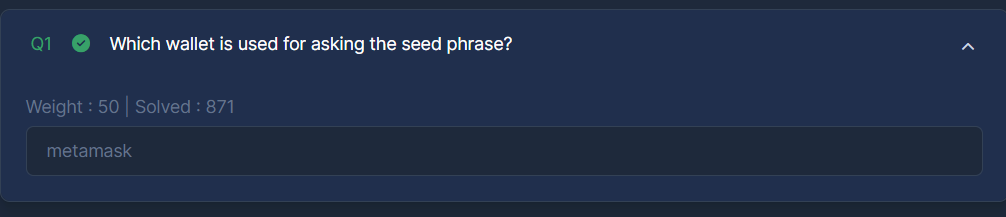 Q1 Which wallet is used for asking the seed phrase?
Weight : 50 | Solved : 871
metamask